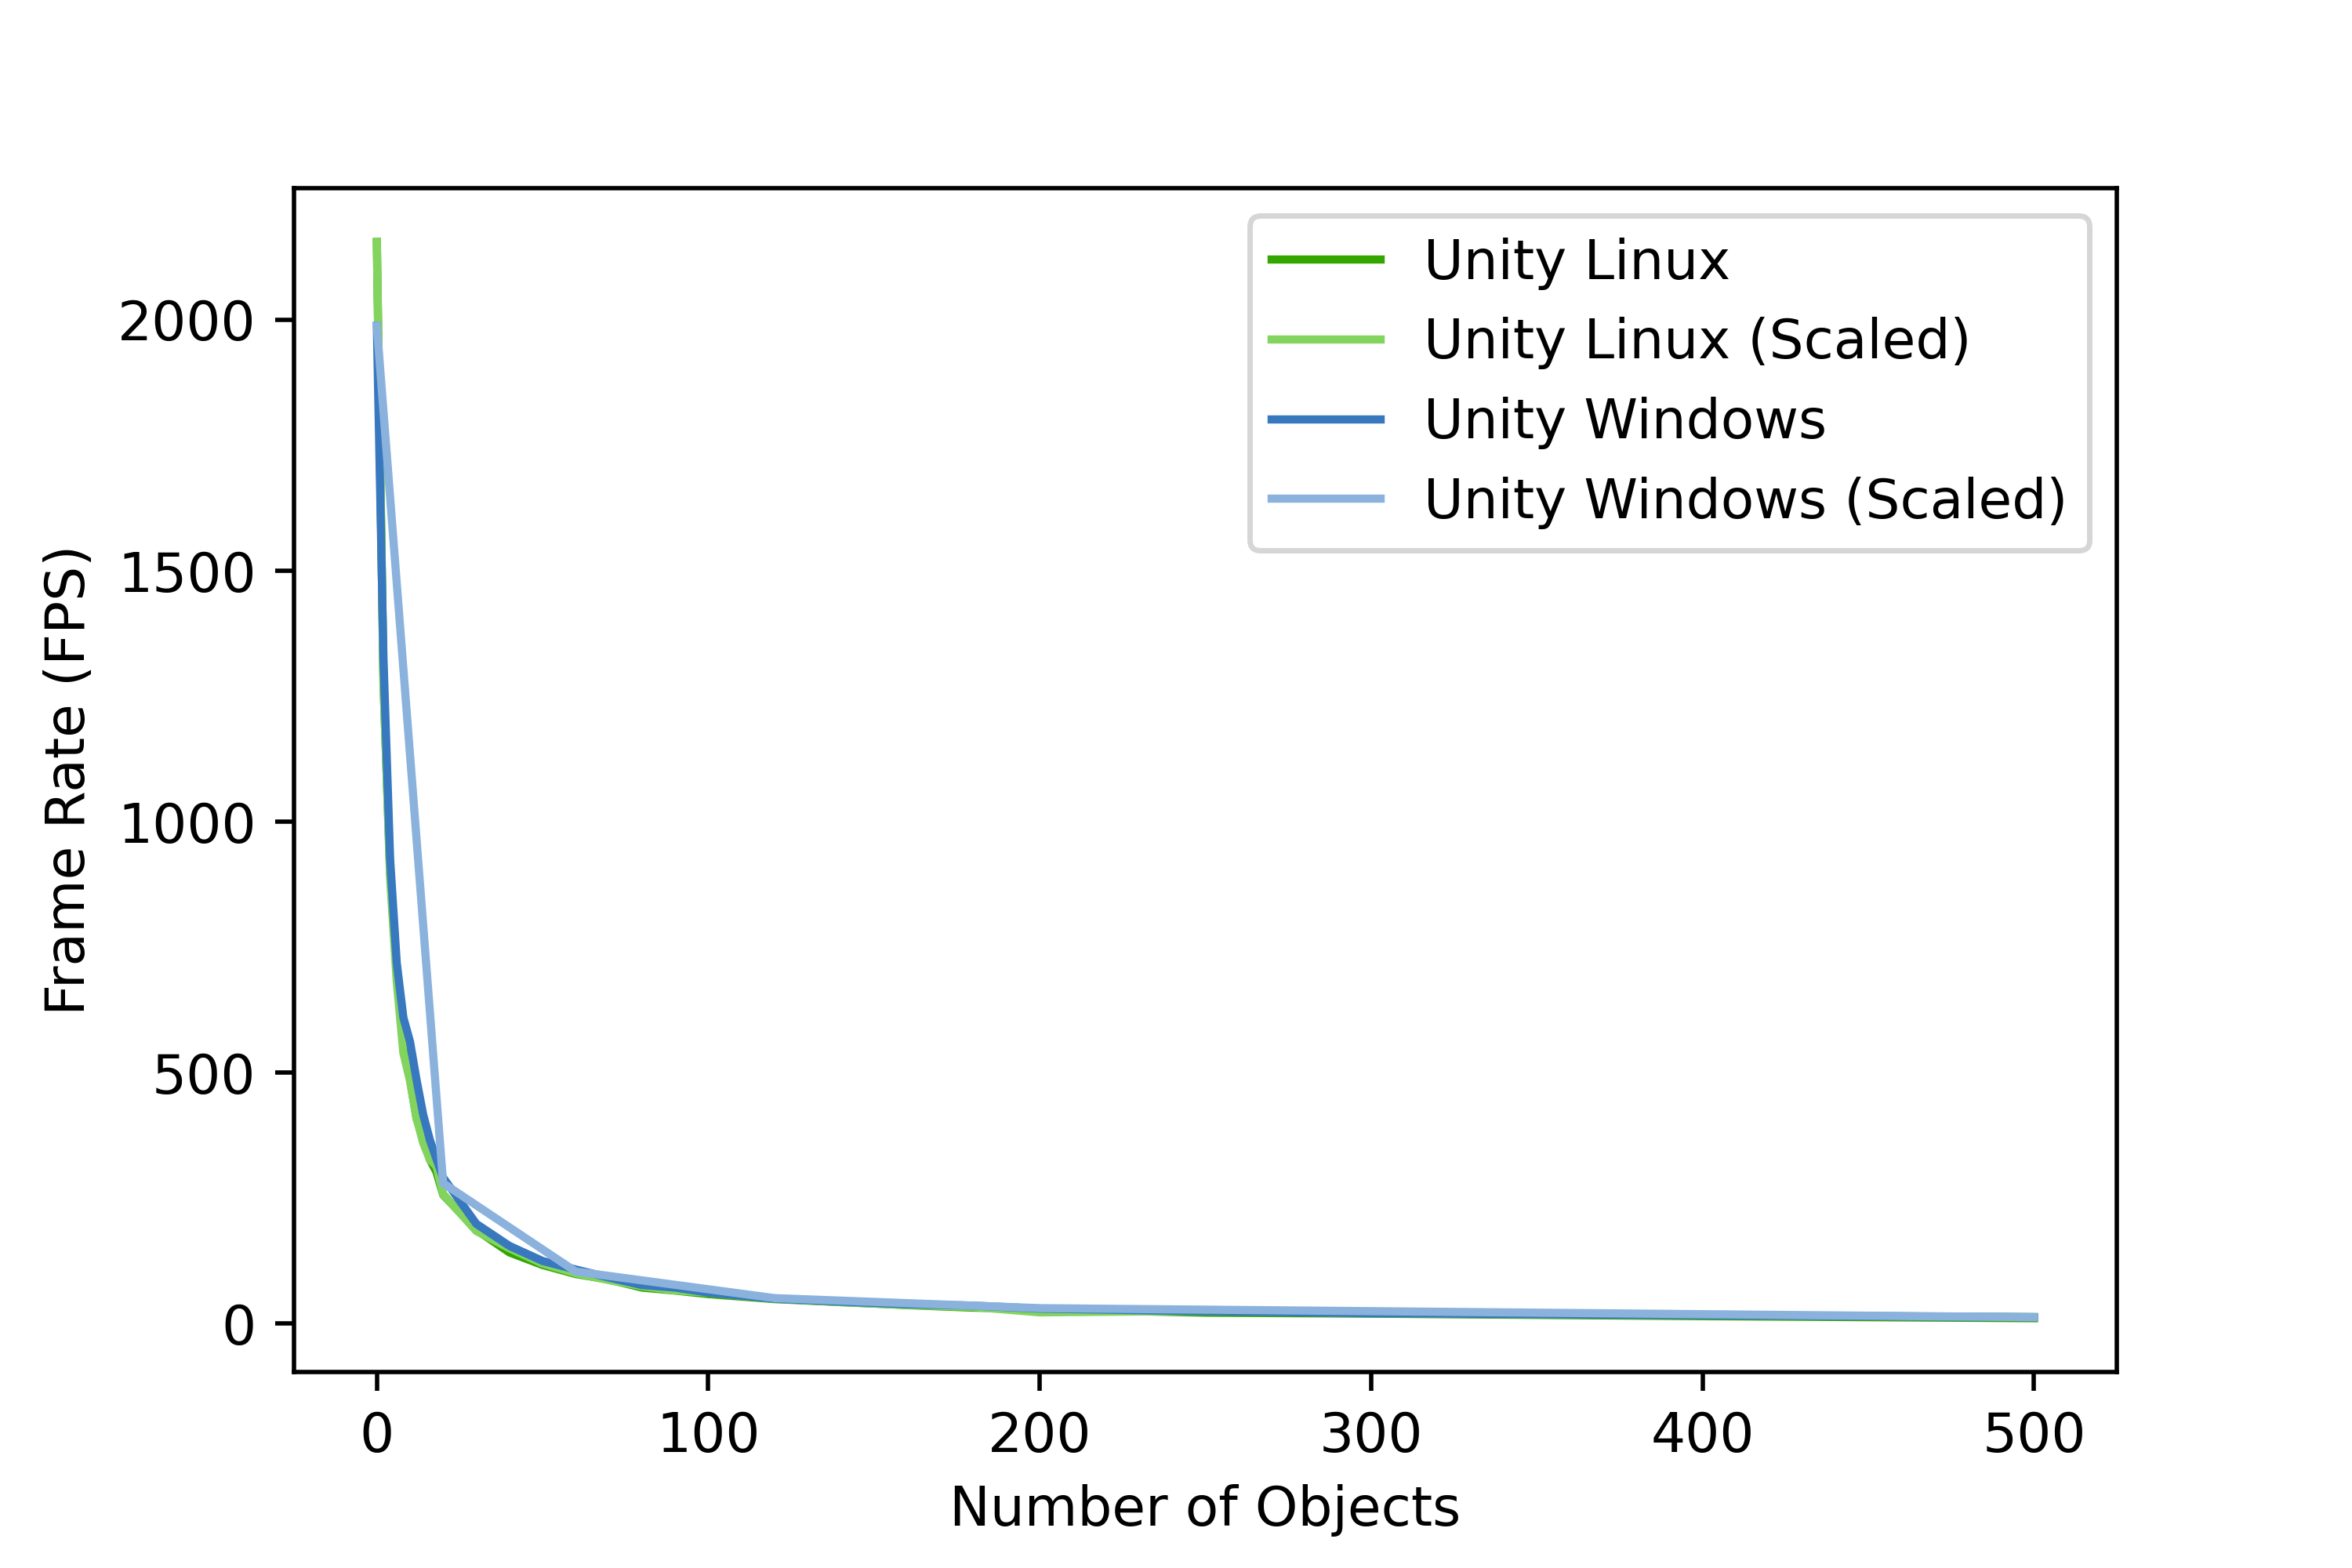 Unity Linux
Unity Linux (Scaled)
Unity Windows
Unity Windows (Scaled)
Frame Rate (FPS)
2000
1500
1000
500
0
0 100 200 300 400 500
Number of Objects